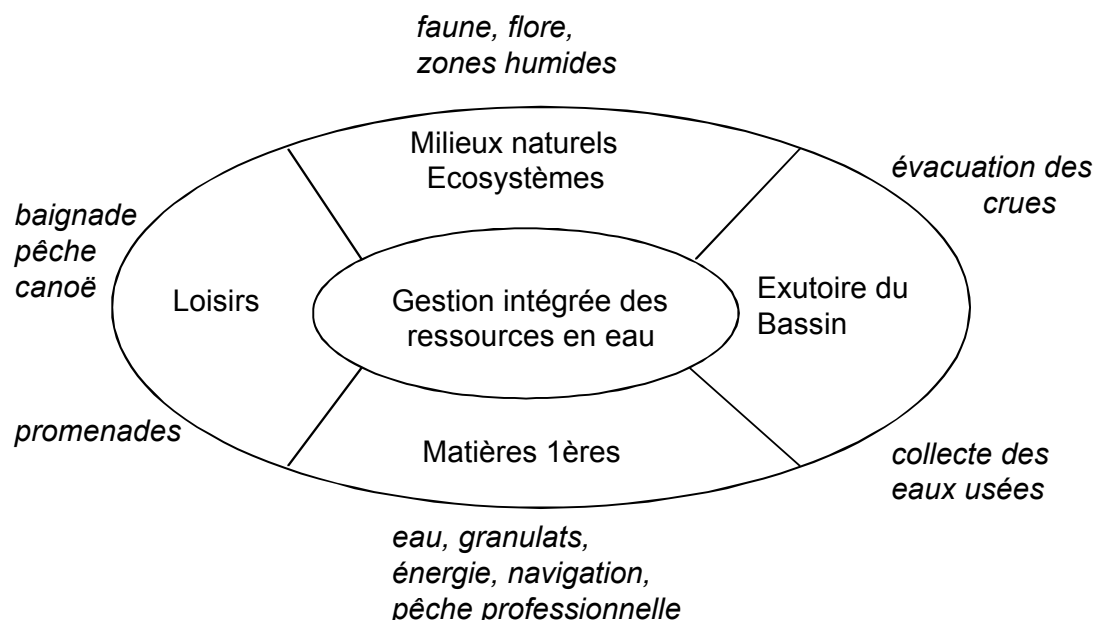 faune, flore,
zones humides
Milieux naturels
Ecosystèmes
évacuation des
crues
baignade
pêche
canoë
Loisirs
Gestion intégrée des
ressources en eau
Exutoire du
Bassin
promenades
Matières 1ères
collecte des
eaux usées
eau, granulats,
énergie, navigation,
pêche professionnelle